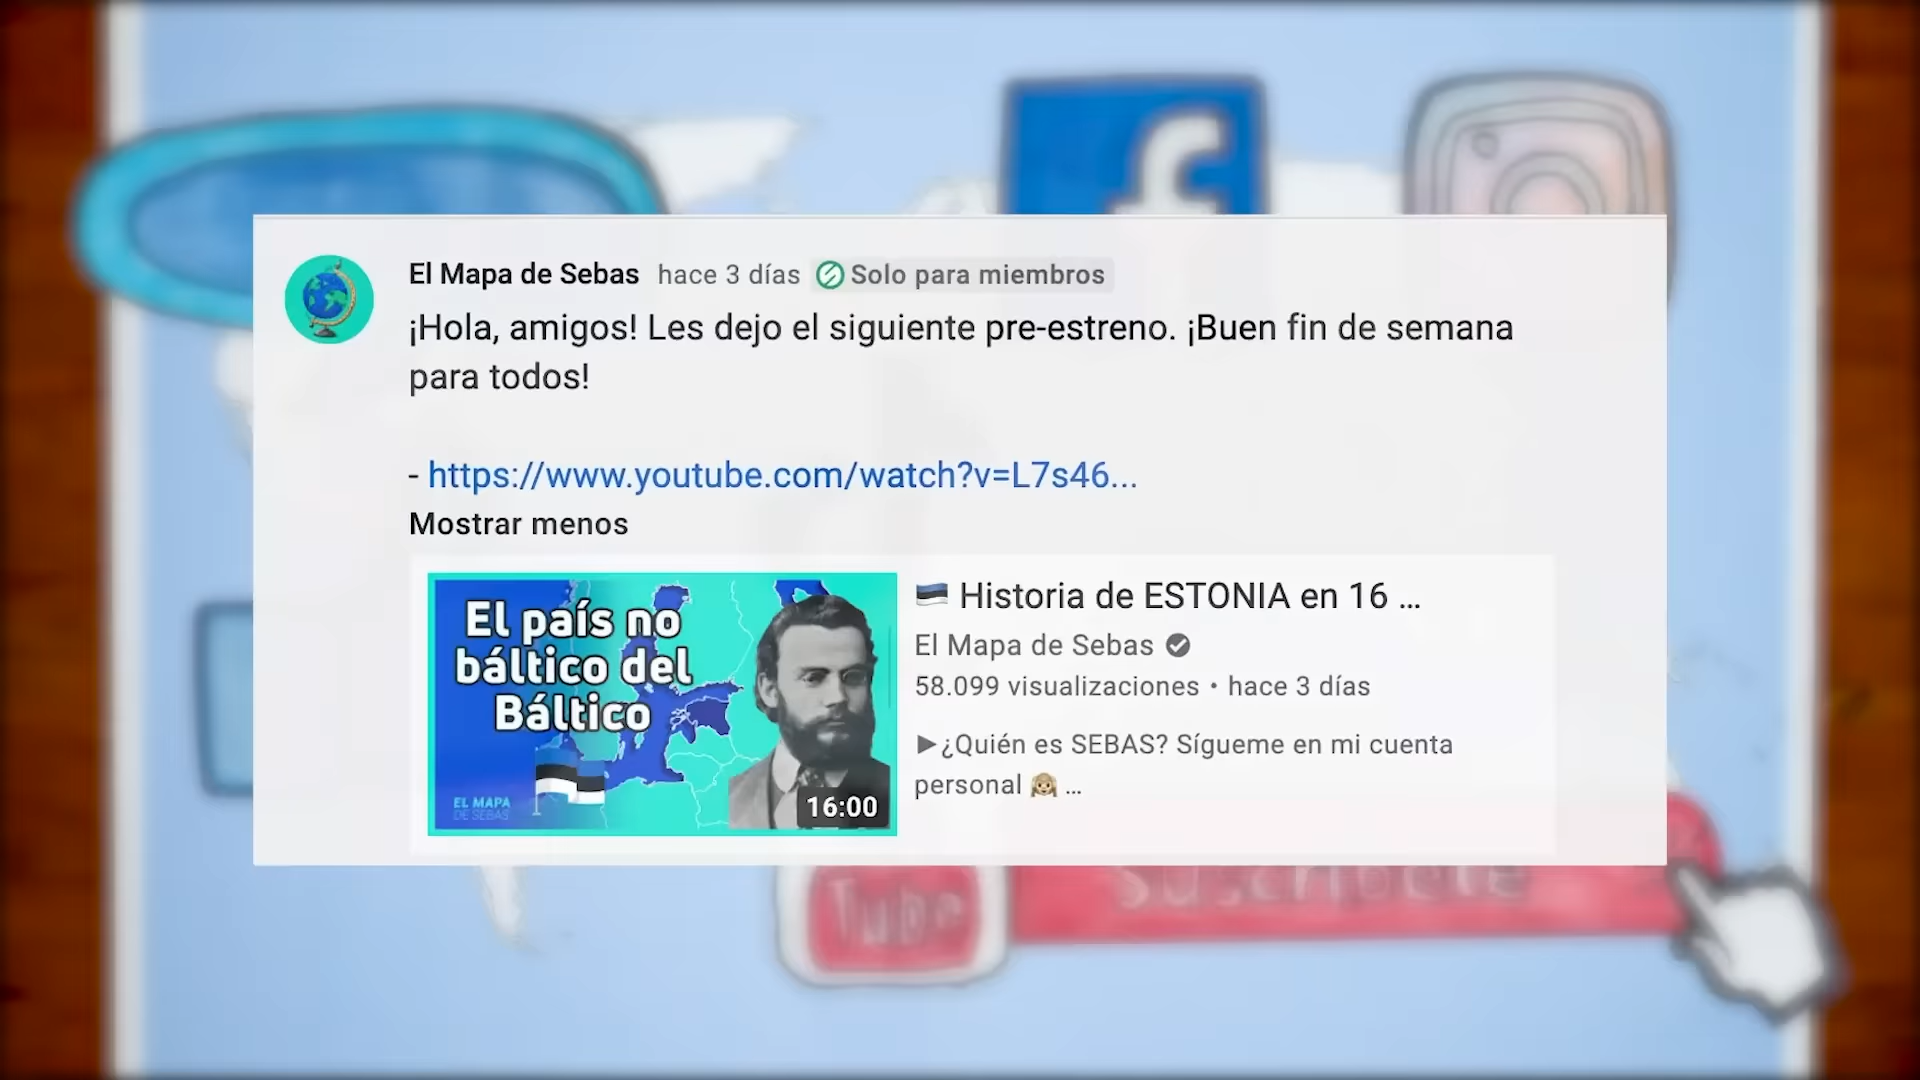 El Mapa de Sebas hace 3 días Solo para miembros
¡Hola, amigos! Les dejo el siguiente pre-estreno. ¡Buen fin de semana
para todos!
- https://www.youtube.com/watch?v=L7s46...
Mostrar menos
El país no
báltico del
Báltico
EL MAPA
DE SEBAS
16:00
Historia de ESTONIA en 16 ...
El Mapa de Sebas
58.099 visualizaciones • hace 3 días
►¿Quién es SEBAS? Sígueme en mi cuenta
personal 🙉 ...
Tube
Suscríbete